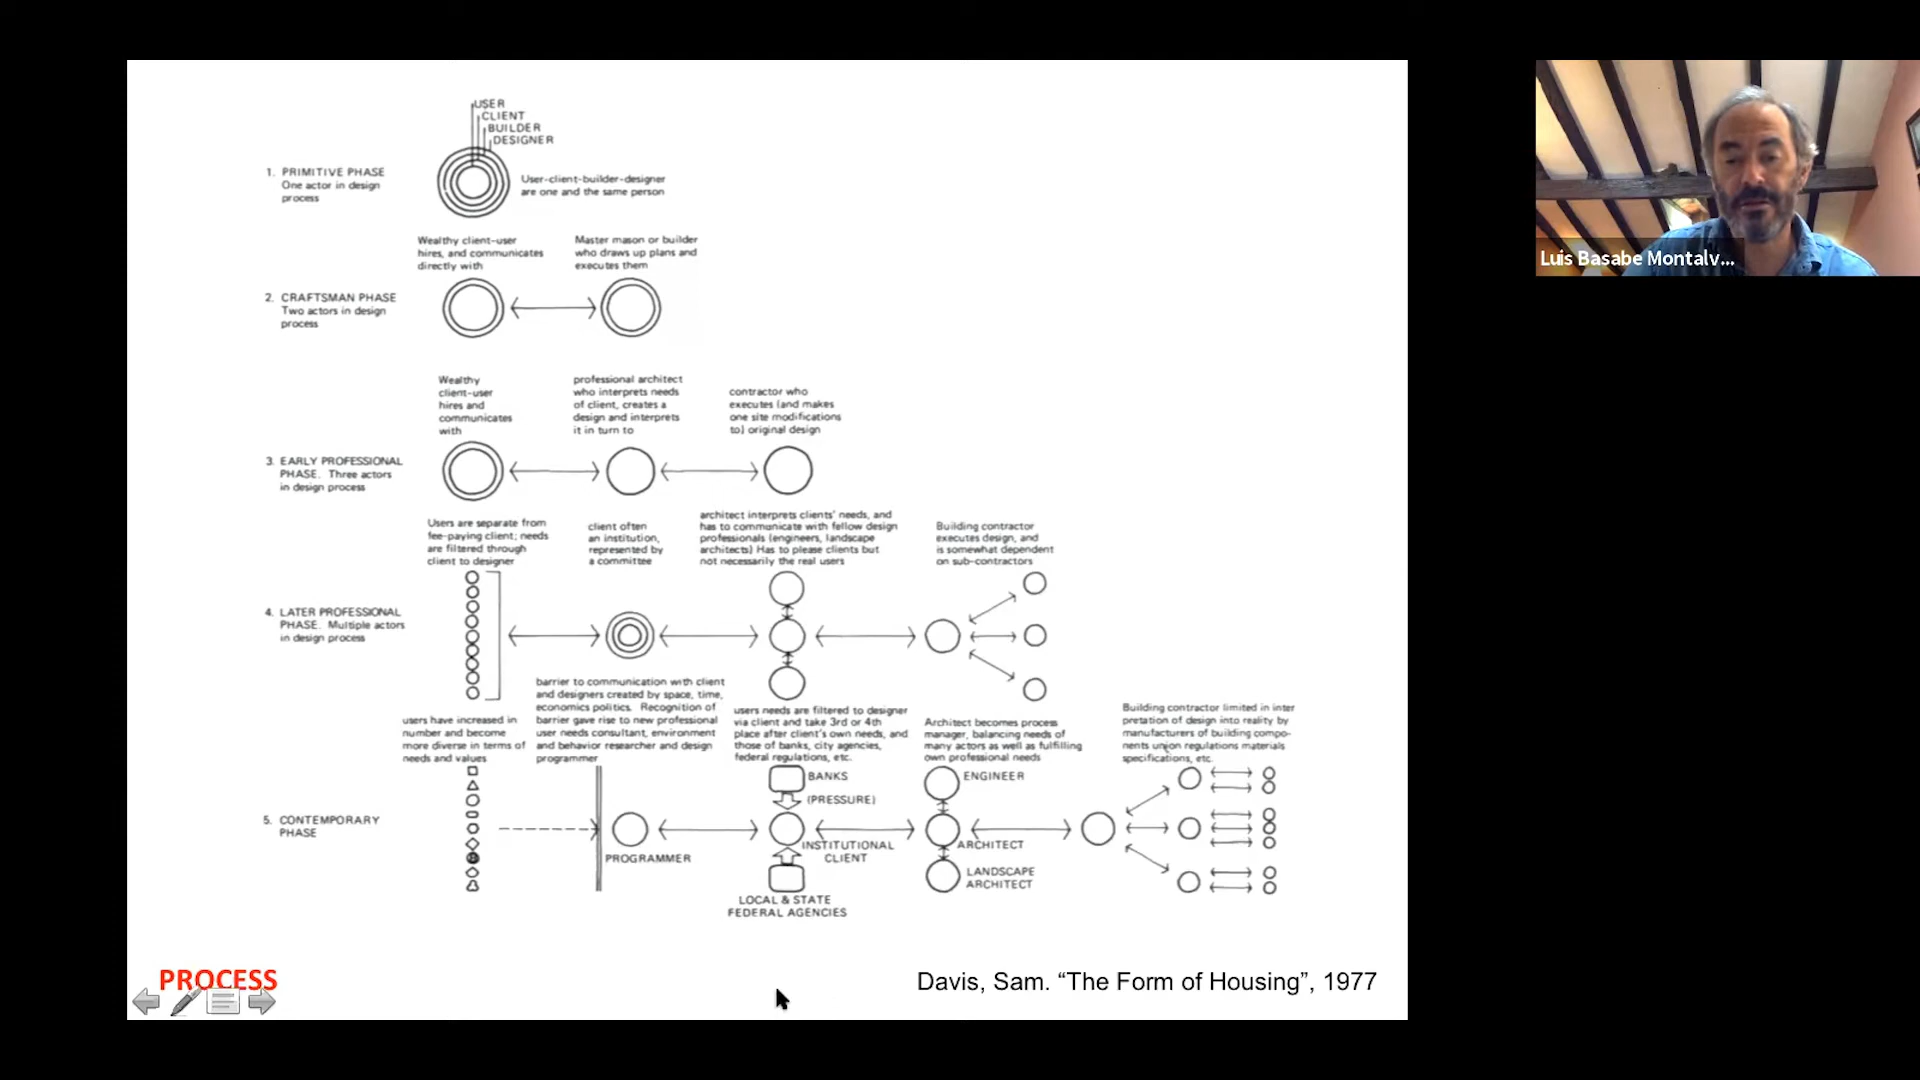 USER
CLIENT
BUILDER
DESIGNER
1. PRIMITIVE PHASE
One actor in design
process
User-client-builder-designer
are one and the same person
Wealthy client-user
hires, and communicates
directly with
Master mason or builder
who draws up plans and
executes them
2. CRAFTSMAN PHASE
Two actors in design
process
Wealthy
client-user
hires and
communicates
with
professional architect
who interprets needs
of client, creates a
design and interprets
it in turn to
contractor who
executes (and makes
one site modifications
to) original design
3. EARLY PROFESSIONAL
PHASE. Three actors
in design process
Users are separate from
fee-paying client; needs
are filtered through
client to designer
client often
an institution,
represented by
a committee
architect interprets clients' needs, and
has to communicate with fellow design
professionals (engineers, landscape
architects) Has to please clients but
not necessarily the real users
Building contractor
executes design, and
is somewhat dependent
on sub-contractors
4. LATER PROFESSIONAL
PHASE. Multiple actors
in design process
users have increased in
number and become
more diverse in terms of
needs and values
barrier to communication with client
and designers created by space, time,
economics politics. Recognition of
barrier gave rise to new professional
user needs consultant, environment
and behavior researcher and design
programmer
users needs are filtered to designer
via client and take 3rd or 4th
place after client's own needs, and
those of banks, city agencies,
federal regulations, etc.
Architect becomes process
manager, balancing needs of
many actors as well as fulfilling
own professional needs
Building contractor limited in inter
pretation of design into reality by
manufacturers of building compo-
nents union regulations materials
specifications, etc.
5. CONTEMPORARY
PHASE
PROGRAMMER
BANKS
(PRESSURE)
INSTITUTIONAL
CLIENT
LOCAL & STATE
FEDERAL AGENCIES
ENGINEER
ARCHITECT
LANDSCAPE
ARCHITECT
PROCESS
Davis, Sam. “The Form of Housing”, 1977
Luis Basabe Montalv...